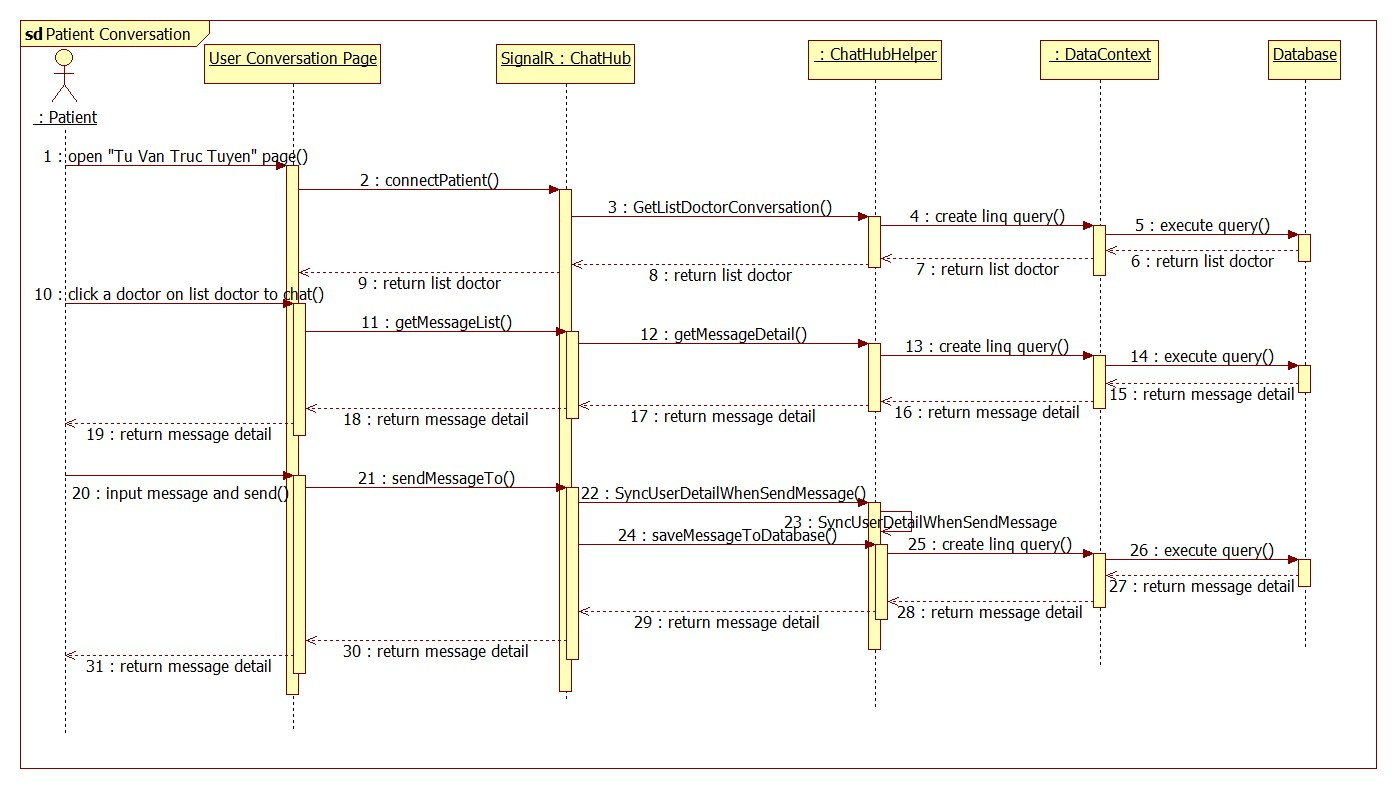 sd Patient Conversation
User Conversation Page
SignalR : ChatHub
: ChatHubHelper
: DataContext
Database
: Patient
1 : open "Tu Van Truc Tuyen" page()
2 : connectPatient()
3 : GetListDoctorConversation()
4 : create linq query()
5 : execute query()
6 : return list doctor
7 : return list doctor
8 : return list doctor
9 : return list doctor
10 : click a doctor on list doctor to chat()
11 : getMessageList()
12 : getMessageDetail()
13 : create linq query()
14 : execute query()
15 : return message detail
16 : return message detail
17 : return message detail
18 : return message detail
19 : return message detail
20 : input message and send()
21 : sendMessageTo()
22 : SyncUserDetailWhenSendMessage()
23 : SyncUserDetailWhenSendMessage
24 : saveMessageToDatabase()
25 : create linq query()
26 : execute query()
27 : return message detail
28 : return message detail
29 : return message detail
30 : return message detail
31 : return message detail